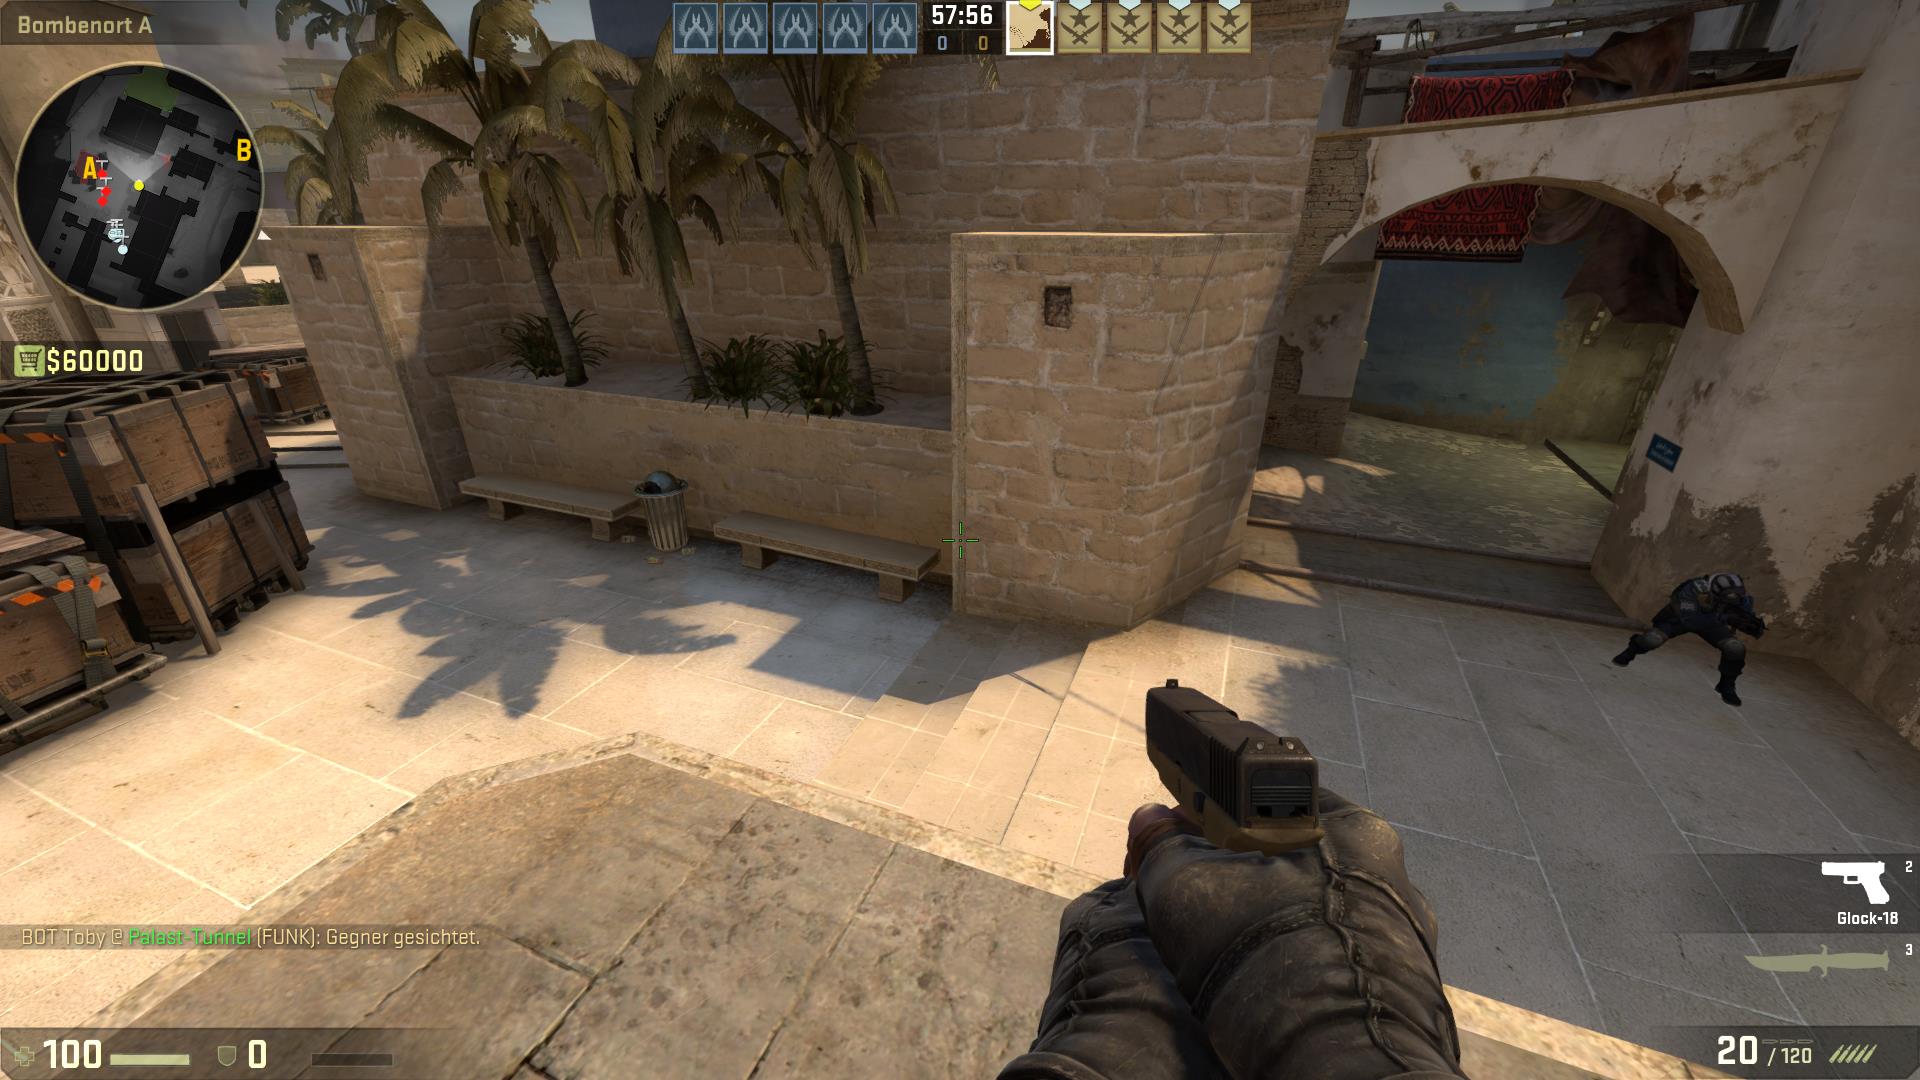 Bombenort A
57:56
0 0
A
B
$60000
2
Glock-18
3
BOT Toby @ Palast-Tunnel (FUNK): Gegner gesichtet.
100
0
20 / 120